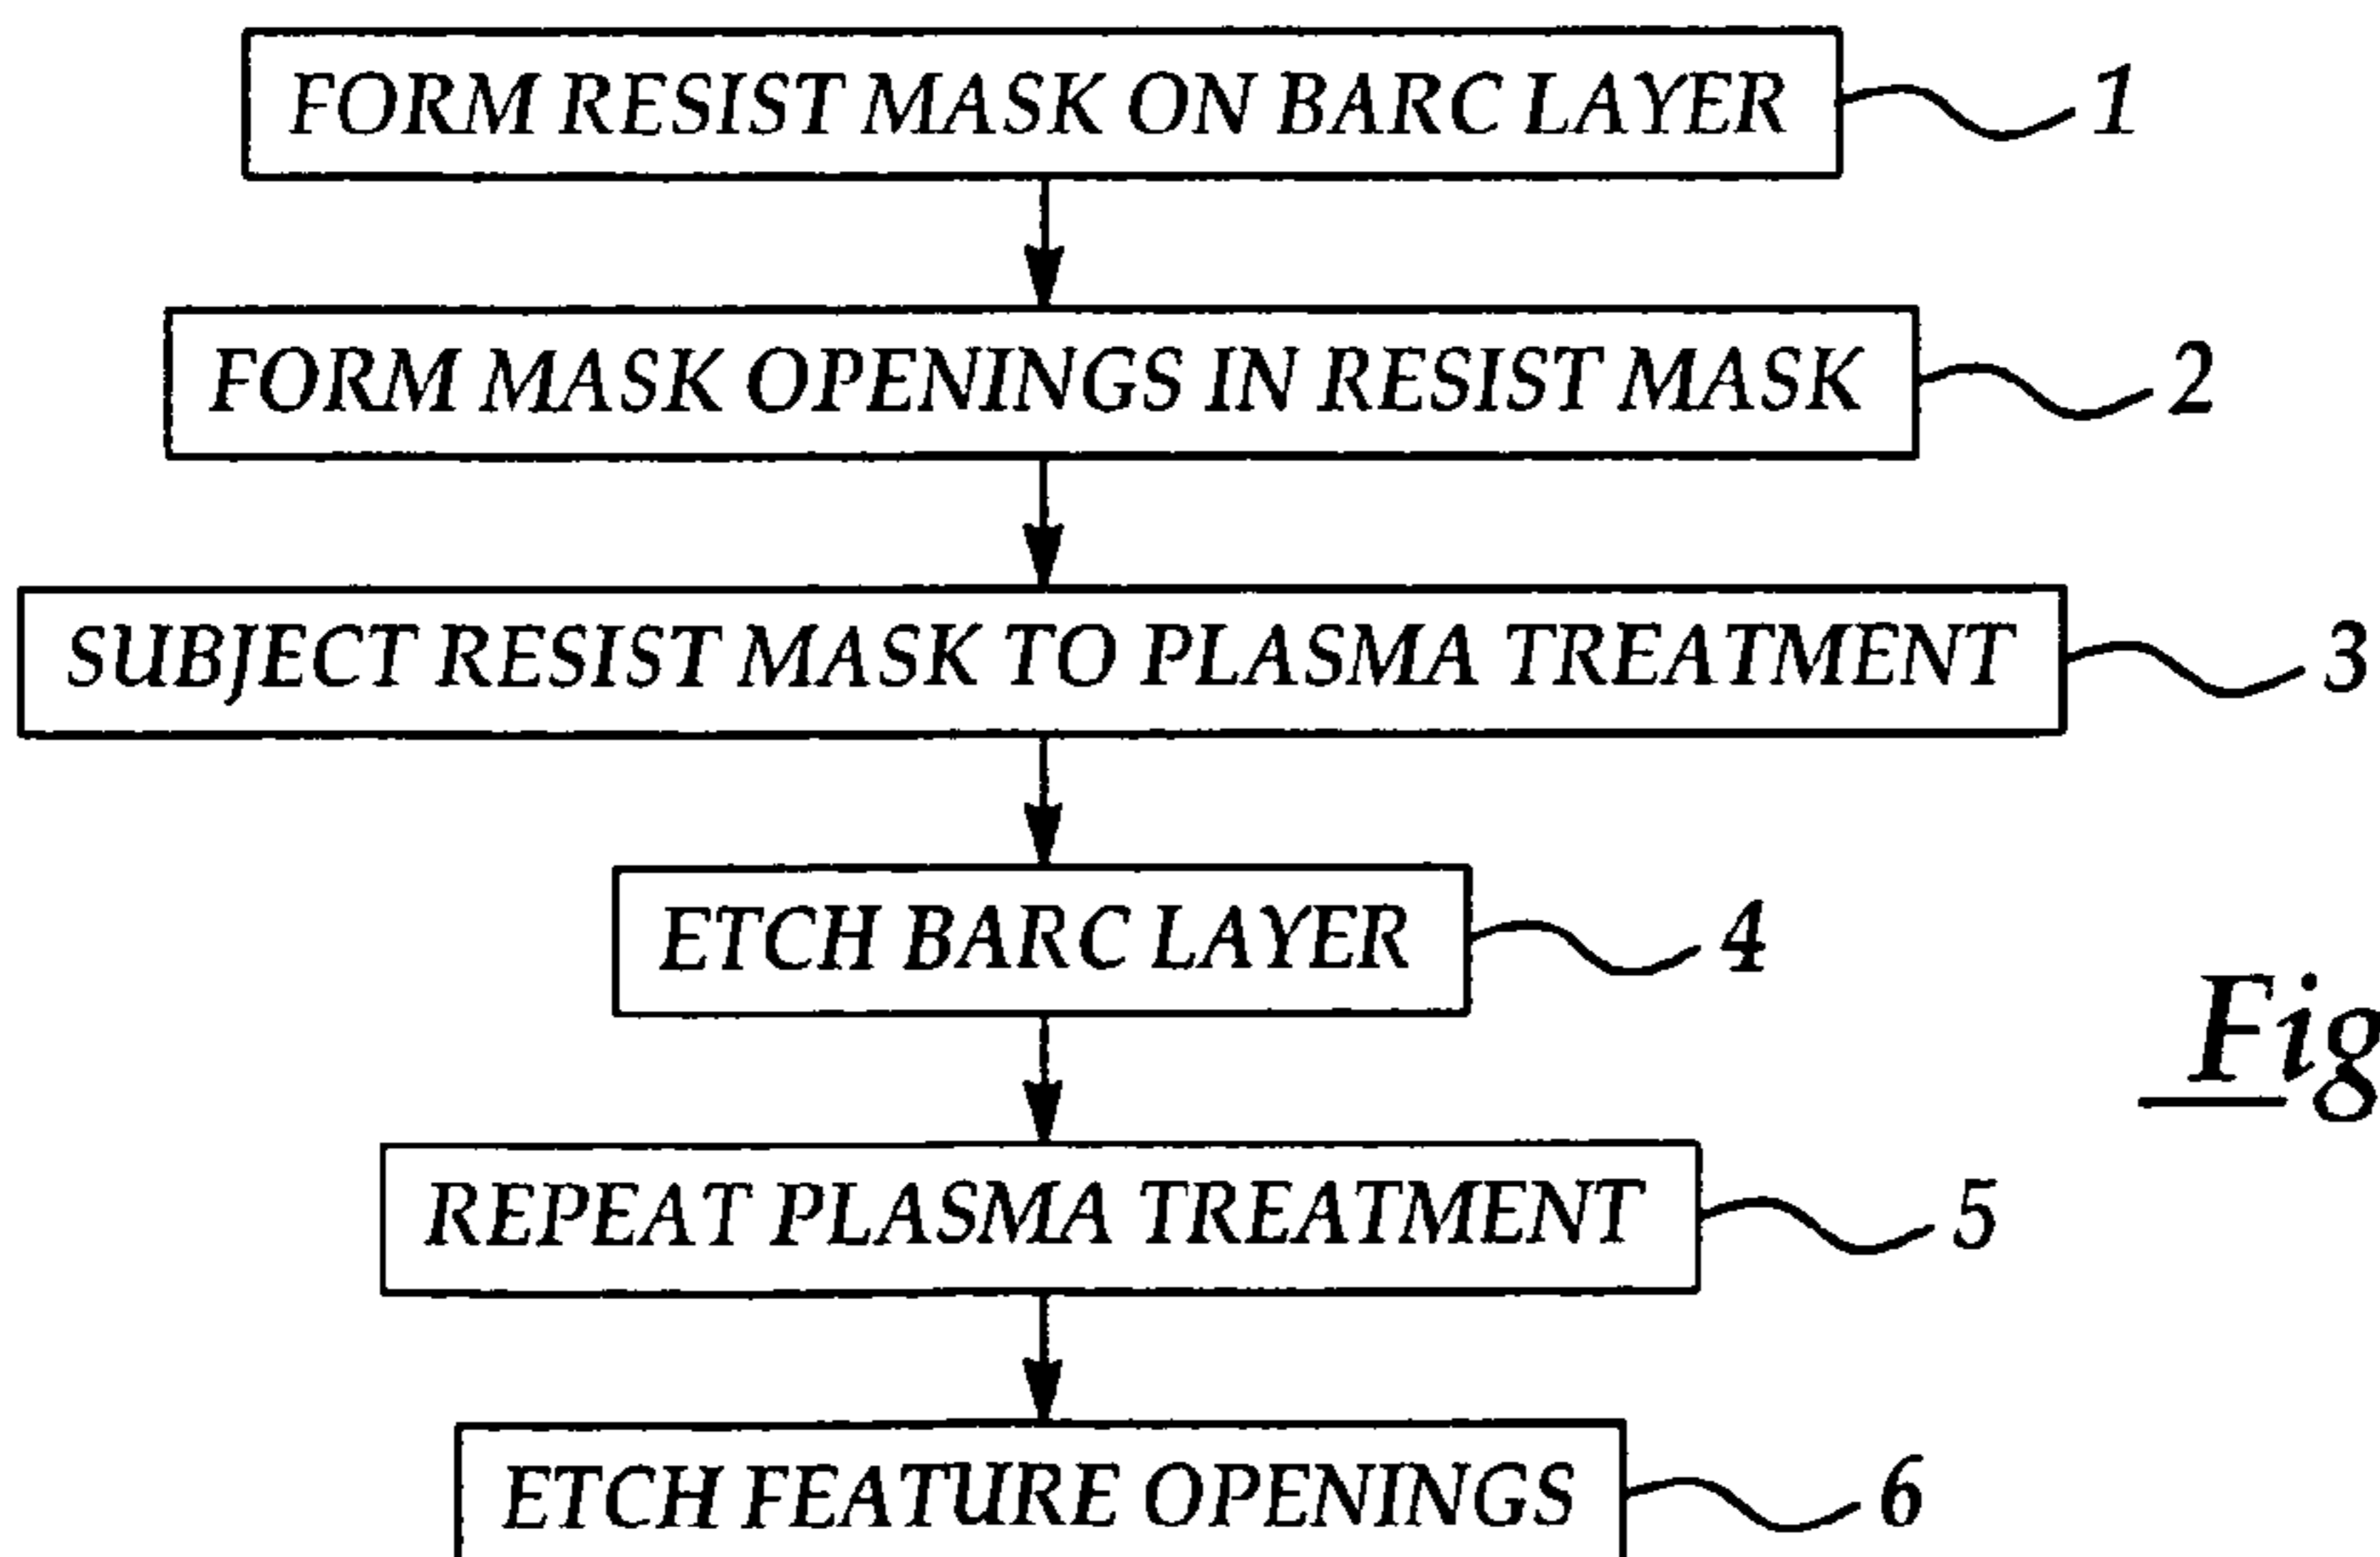 FORM RESIST MASK ON BARC LAYER 1
FORM MASK OPENINGS IN RESIST MASK 2
SUBJECT RESIST MASK TO PLASMA TREATMENT 3
ETCH BARC LAYER 4
Fig
REPEAT PLASMA TREATMENT 5
ETCH FEATURE OPENINGS 6